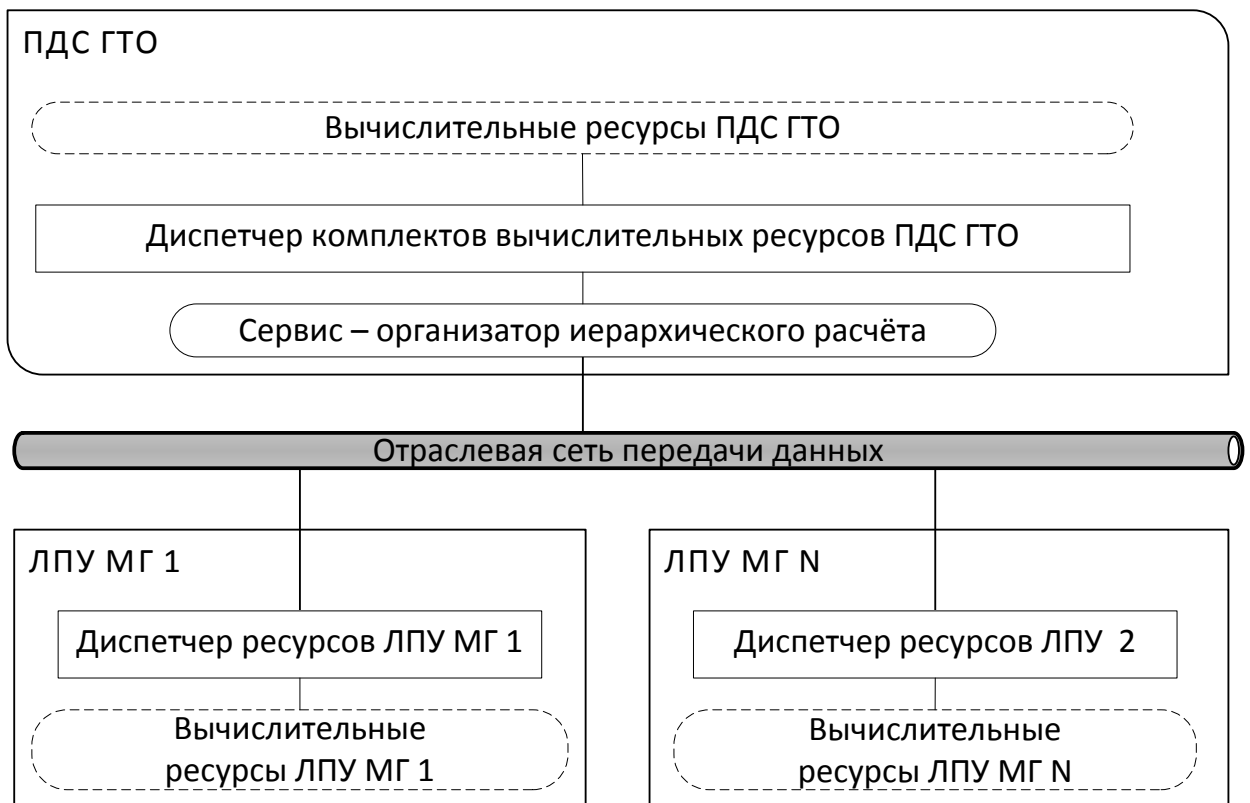 ПДС ГТО
Вычислительные ресурсы ПДС ГТО
Диспетчер комплектов вычислительных ресурсов ПДС ГТО
Сервис – организатор иерархического расчёта
Отраслевая сеть передачи данных
ЛПУ МГ 1
Диспетчер ресурсов ЛПУ МГ 1
Вычислительные
ресурсы ЛПУ МГ 1
ЛПУ МГ N
Диспетчер ресурсов ЛПУ 2
Вычислительные
ресурсы ЛПУ МГ N